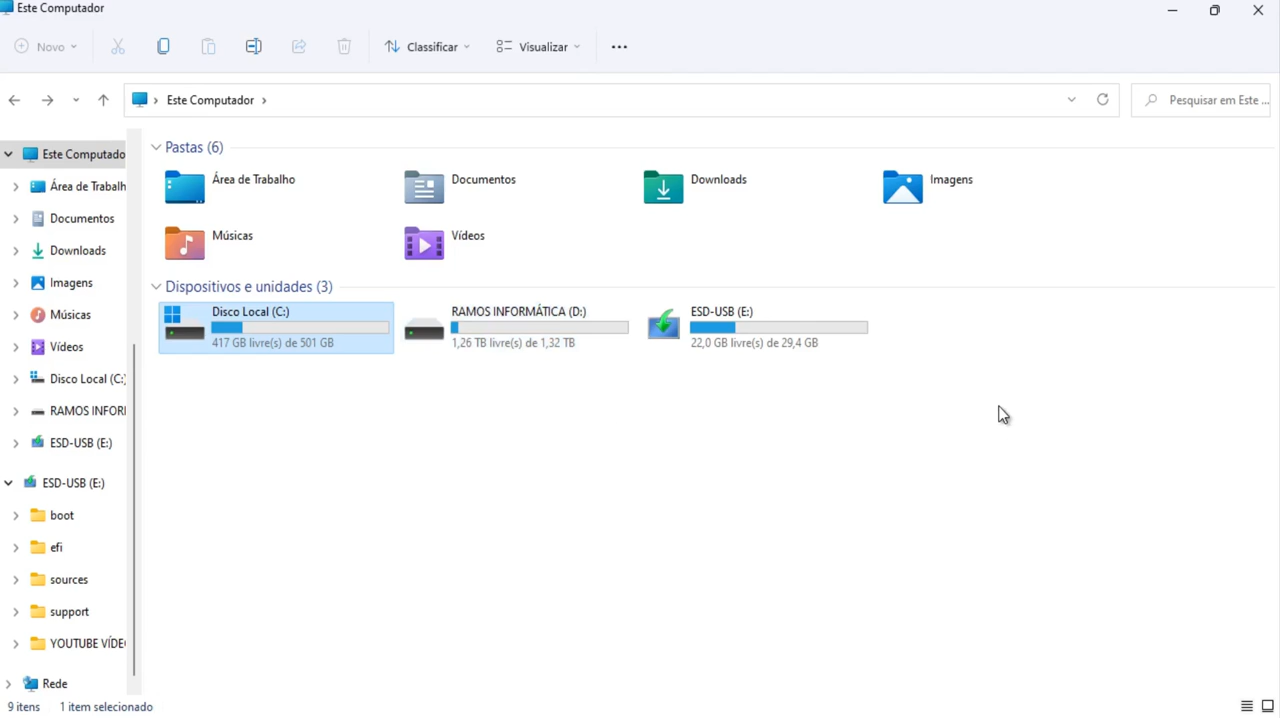 Este Computador
Novo
Classificar
Visualizar
Este Computador
Pesquisar em Este ...
Este Computado
Área de Trabalh
Documentos
Downloads
Imagens
Músicas
Vídeos
Disco Local (C:)
RAMOS INFORI
ESD-USB (E:)
ESD-USB (E:)
boot
efi
sources
support
YOUTUBE VÍDE
Rede
Pastas (6)
Área de Trabalho
Documentos
Downloads
Imagens
Músicas
Vídeos
Dispositivos e unidades (3)
Disco Local (C:)
417 GB livre(s) de 501 GB
RAMOS INFORMÁTICA (D:)
1,26 TB livre(s) de 1,32 TB
ESD-USB (E:)
22,0 GB livre(s) de 29,4 GB
9 itens
1 item selecionado